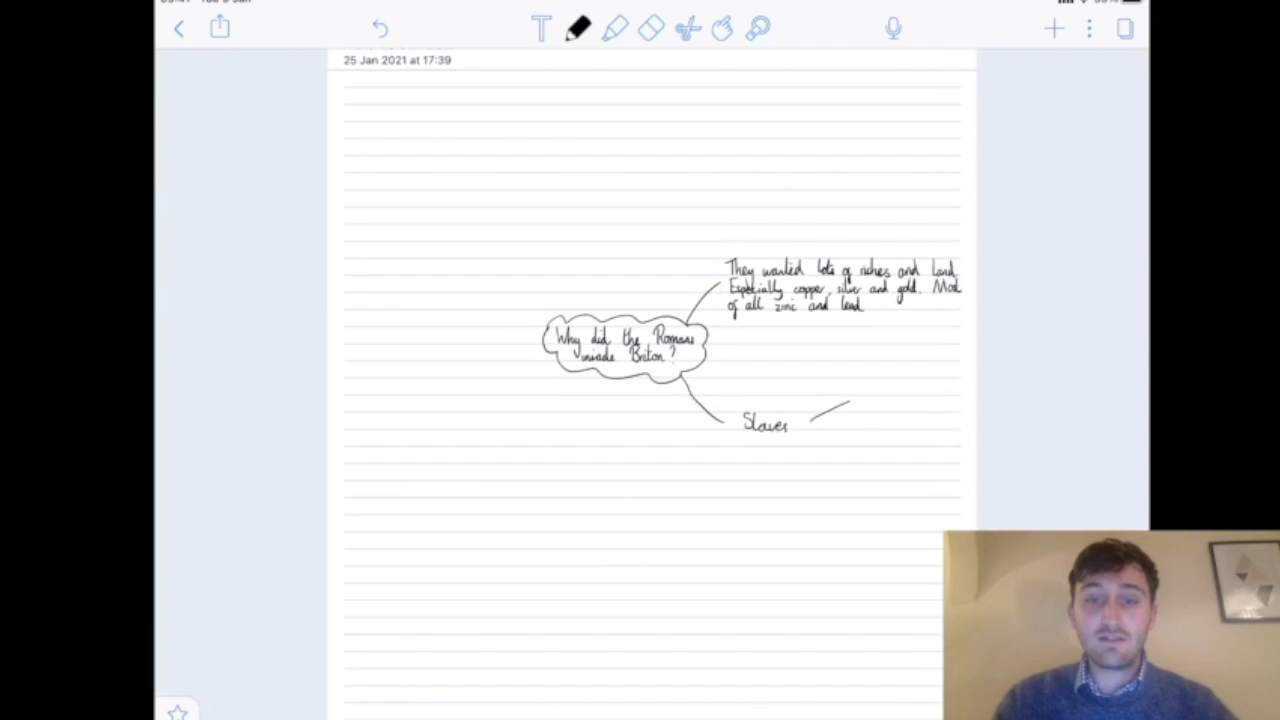 25 Jan 2021 at 17:39
They wanted lots of riches and land.
Especially copper, silver and gold. Most
of all zinc and lead
Why did the Romans
invade Briton?
Slaves